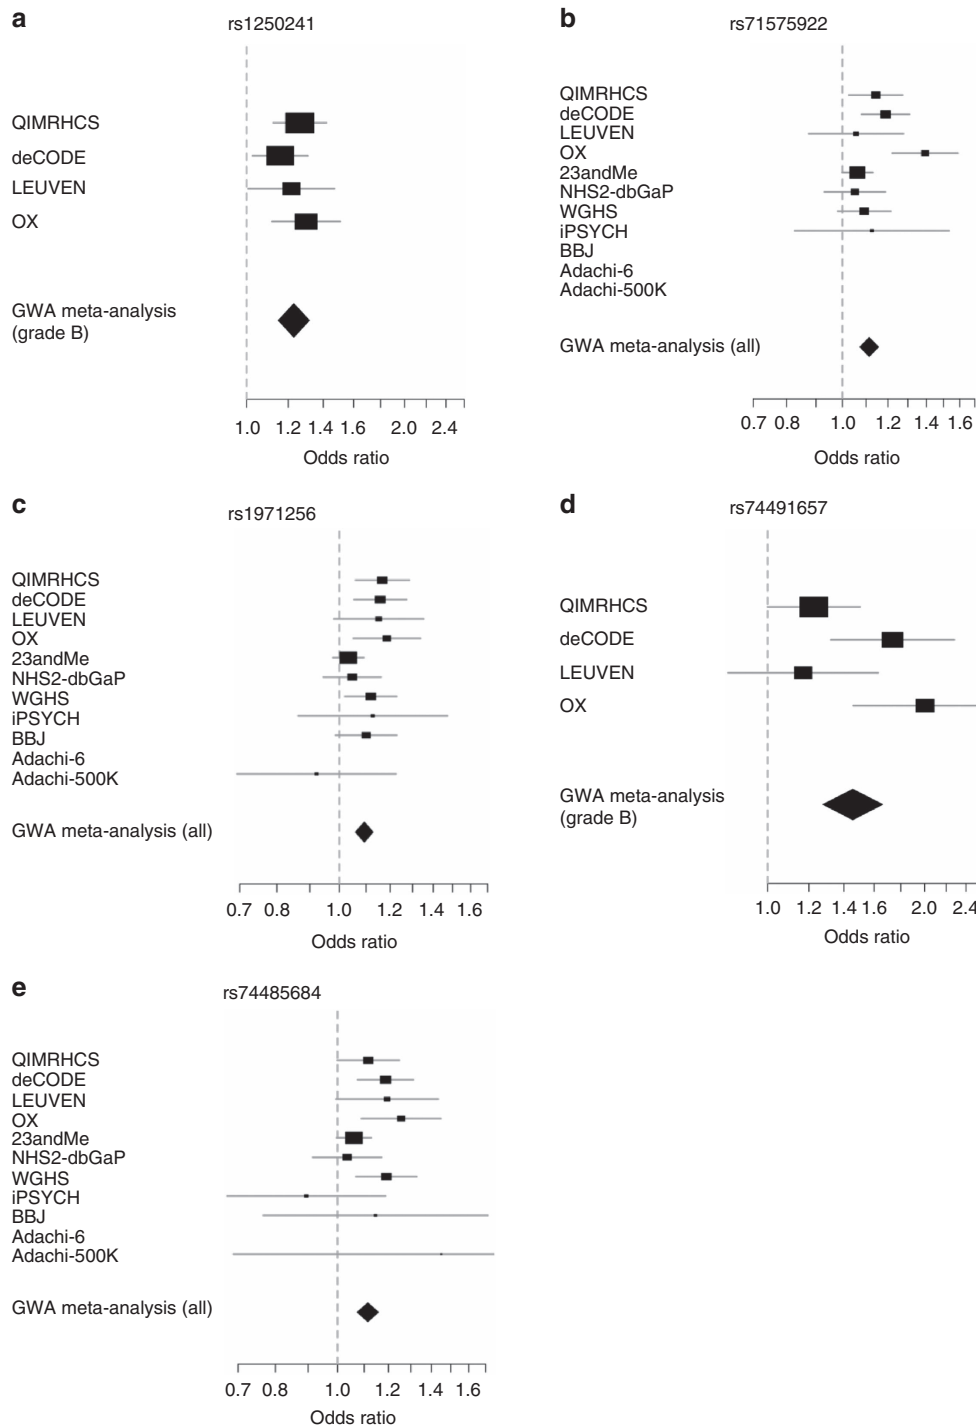 a
rs1250241
QIMRHCS
deCODE
LEUVEN
OX
GWA meta-analysis
(grade B)
1.0 1.2 1.4 1.6 2.0 2.4
Odds ratio
b
rs71575922
QIMRHCS
deCODE
LEUVEN
OX
23andMe
NHS2-dbGaP
WGHS
iPSYCH
BBJ
Adachi-6
Adachi-500K
GWA meta-analysis (all)
0.7 0.8 1.0 1.2 1.4 1.6
Odds ratio
c
rs1971256
QIMRHCS
deCODE
LEUVEN
OX
23andMe
NHS2-dbGaP
WGHS
iPSYCH
BBJ
Adachi-6
Adachi-500K
GWA meta-analysis (all)
0.7 0.8 1.0 1.2 1.4 1.6
Odds ratio
d
rs74491657
QIMRHCS
deCODE
LEUVEN
OX
GWA meta-analysis
(grade B)
1.0 1.2 1.4 1.6 2.0 2.4
Odds ratio
e
rs74485684
QIMRHCS
deCODE
LEUVEN
OX
23andMe
NHS2-dbGaP
WGHS
iPSYCH
BBJ
Adachi-6
Adachi-500K
GWA meta-analysis (all)
0.7 0.8 1.0 1.2 1.4 1.6
Odds ratio